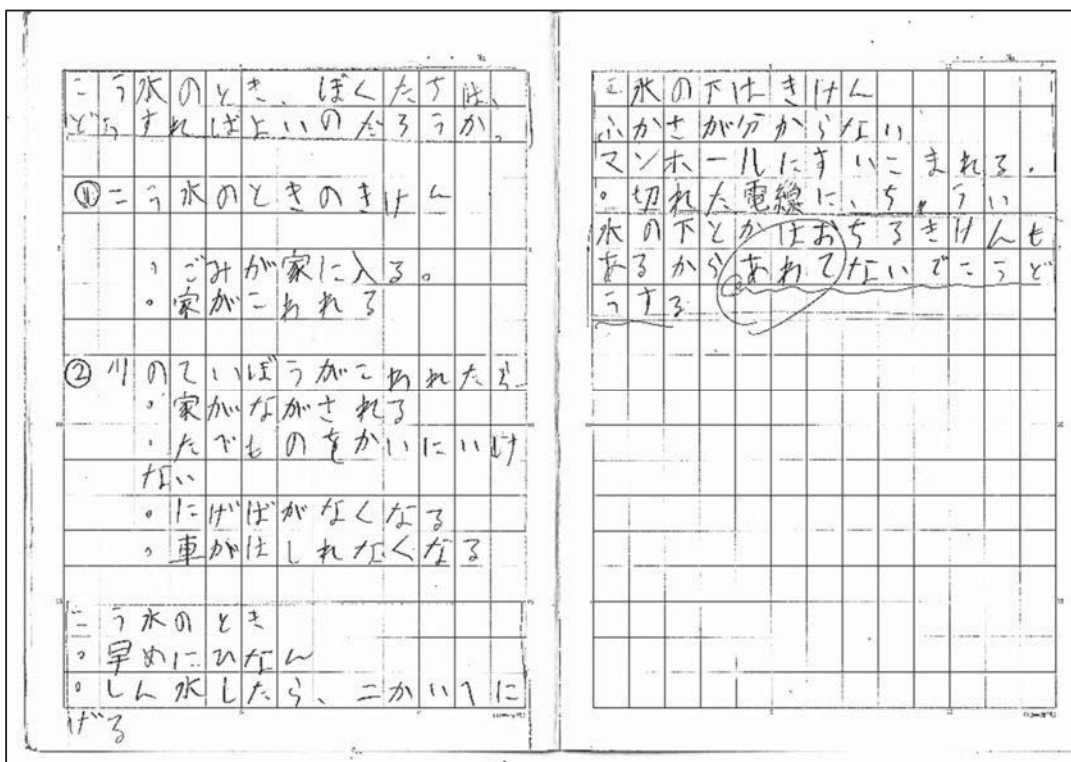 こう水のとき、ぼくたちは、
どうすればよいのだろうか。
①こう水のときのきけん
・ごみが家に入る。
・家がこわれる
②川のていぼうがこわれたら
・家がながされる
・たでものをかいにいけ
ない
・にげばがなくなる
・車がはしれなくなる
こう水のとき
・早めにひなん
・しん水したら、二かいへに
げる
水の下はきけん
ふかさが分からない
マンホールにすいこまれる.
・切れた電線に、ちゅうい
水の下とかはおちるきけんも
あるからあわてないでこうど
うする